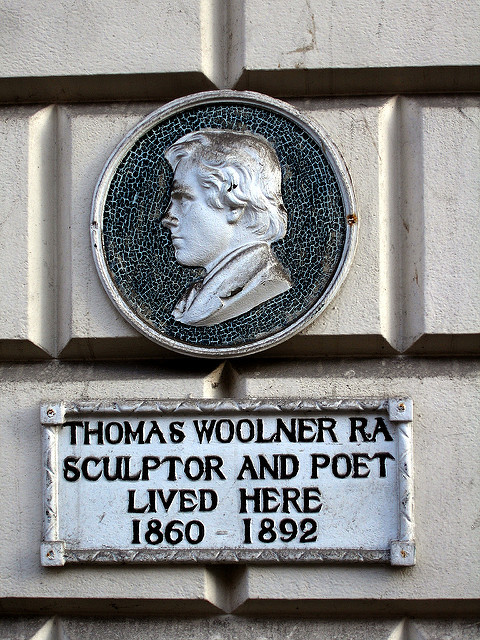 THOMAS WOOLNER RA
SCULPTOR AND POET
LIVED HERE
1860 - 1892